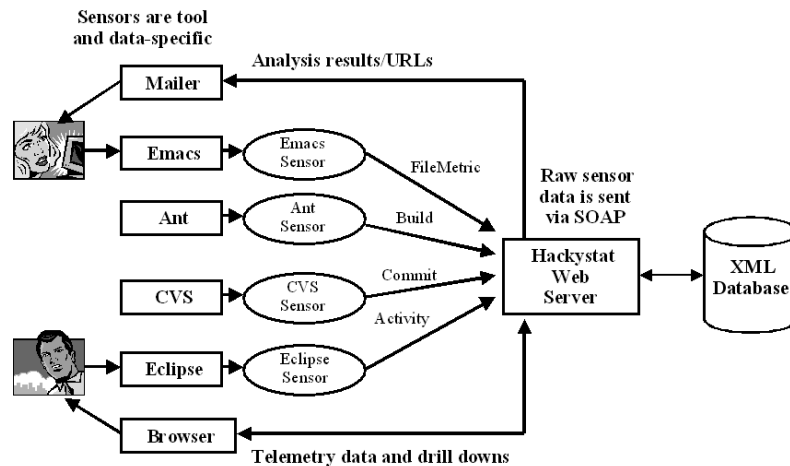 Sensors are tool
and data-specific
Analysis results/URLs
Mailer
Emacs
Emacs
Sensor
FileMetric
Raw sensor
data is sent
via SOAP
Ant
Ant
Sensor
Build
Hackystat
Web
Server
XML
Database
CVS
CVS
Sensor
Commit
Activity
Eclipse
Eclipse
Sensor
Browser
Telemetry data and drill downs